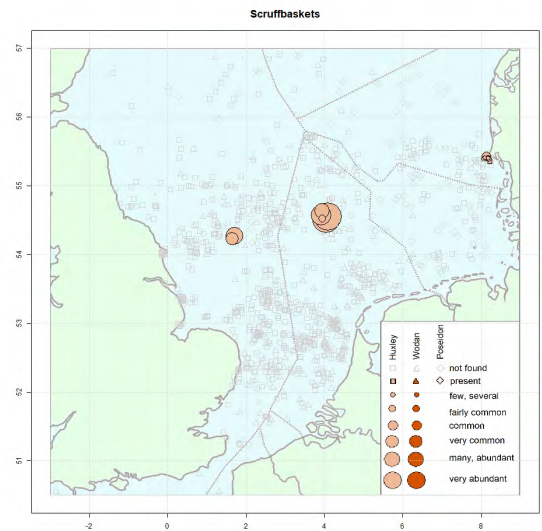 Scruffbaskets
57
56
55
54
53
52
51
-2
0
2
4
6
8
Huxley
Wodan
Poseidon
not found
present
few, several
fairly common
common
very common
many, abundant
very abundant